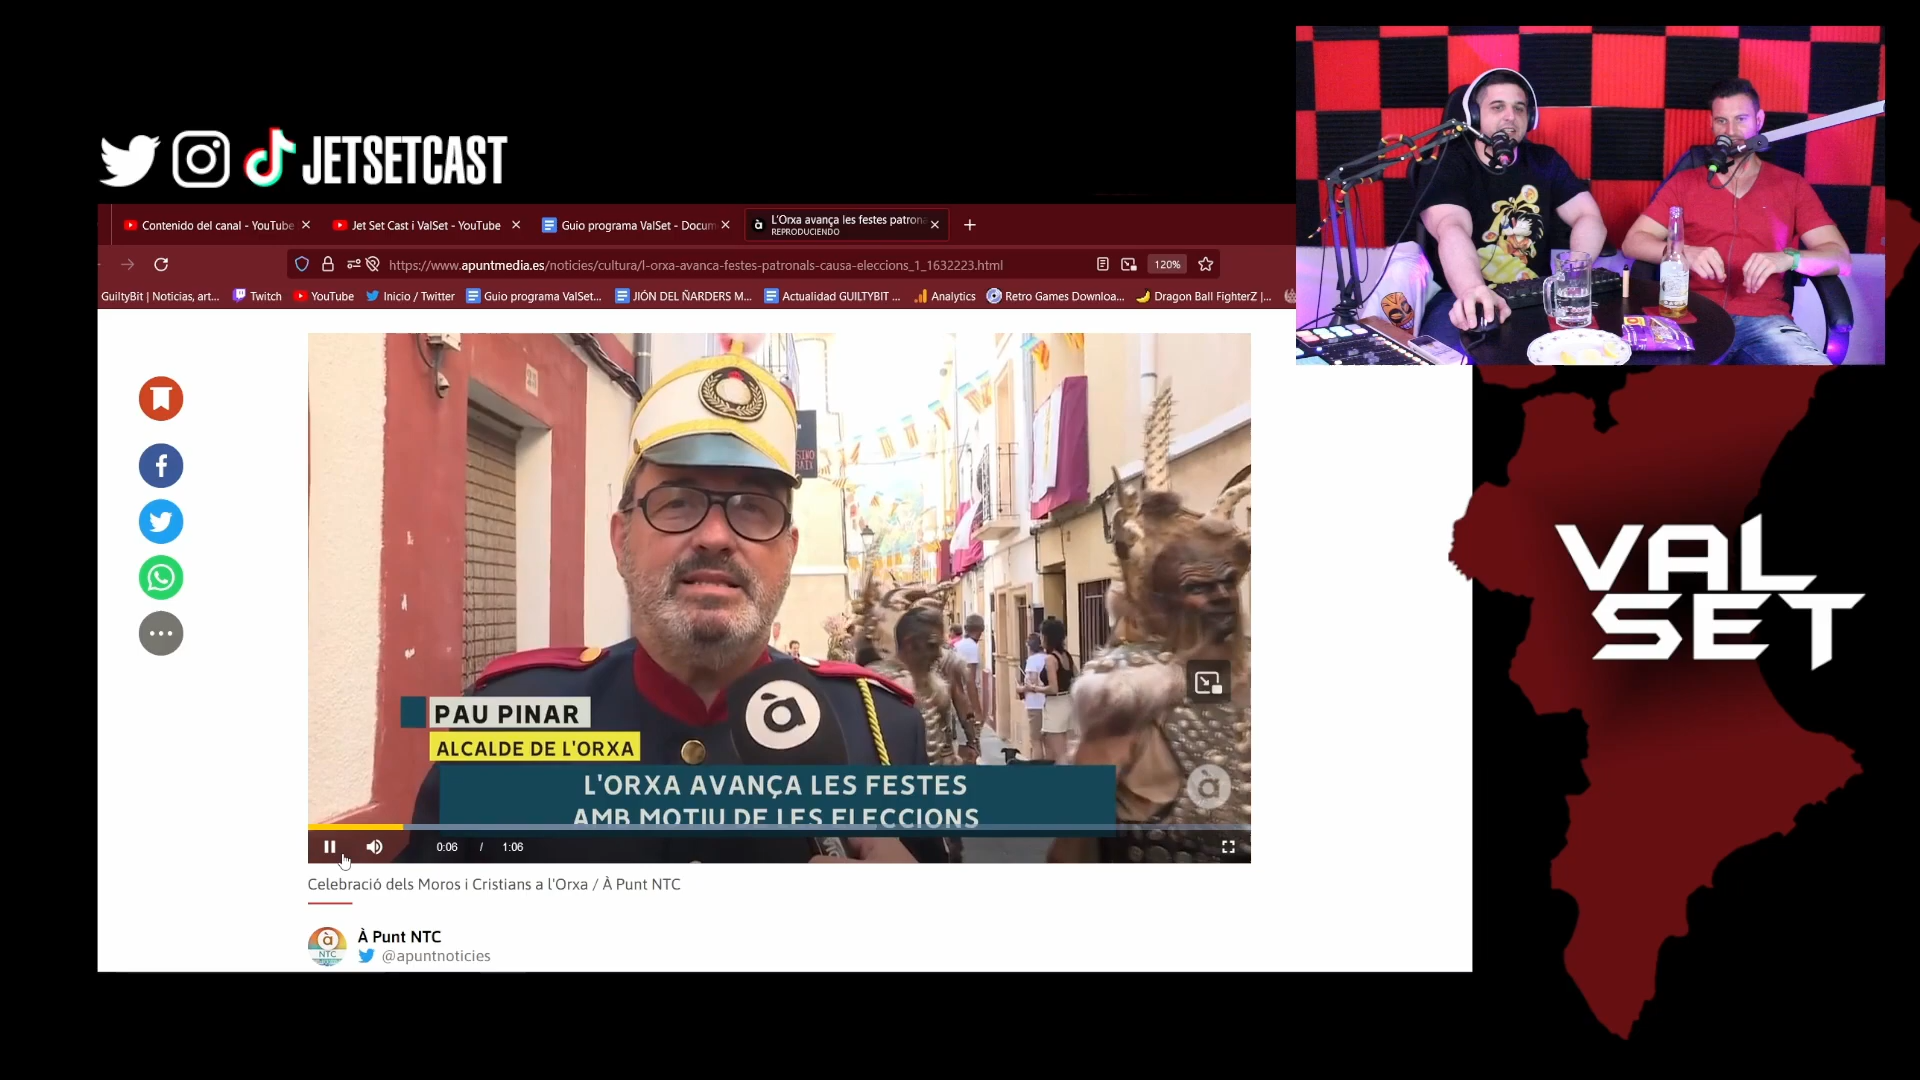 JETSETCAST
Contenido del canal - YouTube
Jet Set Cast i ValSet - YouTube
Guio programa ValSet - Docum
L'Orxa avança les festes patrona
REPRODUCIENDO
https://www.apuntmedia.es/noticies/cultura/l-orxa-avanca-festes-patronals-causa-eleccions_1_1632223.html
120%
GuiltyBit | Noticias, art...
Twitch
YouTube
Inicio / Twitter
Guio programa ValSet...
JIÓN DEL ÑARDERS M...
Actualidad GUILTYBIT ...
Analytics
Retro Games Downloa...
Dragon Ball FighterZ |...
PAU PINAR
ALCALDE DE L'ORXA
L'ORXA AVANÇA LES FESTES
AMB MOTIU DE LES ELECCIONS
à
à
0:06 / 1:06
Celebració dels Moros i Cristians a l'Orxa / À Punt NTC
à
NTC
À Punt NTC
@apuntnoticies
VAL
SET